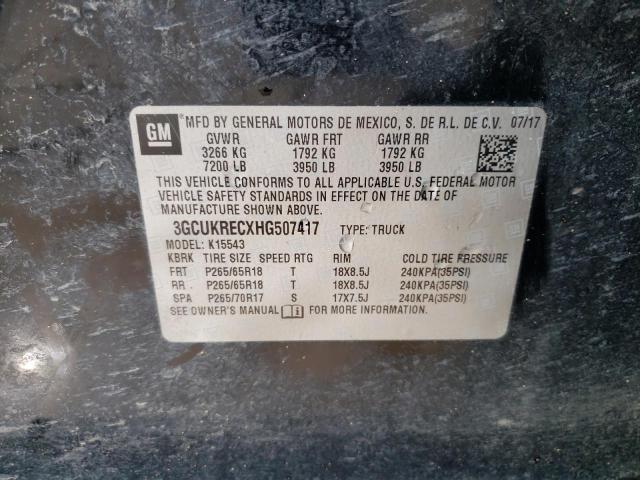 GM
MFD BY GENERAL MOTORS DE MEXICO, S. DE R.L. DE C.V. 07/17
GVWR GAWR FRT GAWR RR
3266 KG 1792 KG 1792 KG
7200 LB 3950 LB 3950 LB
THIS VEHICLE CONFORMS TO ALL APPLICABLE U.S. FEDERAL MOTOR
VEHICLE SAFETY STANDARDS IN EFFECT ON THE DATE OF
MANUFACTURE SHOWN ABOVE.
3GCUKRECXHG507417 TYPE: TRUCK
MODEL: K15543
KBRK TIRE SIZE SPEED RTG RIM COLD TIRE PRESSURE
FRT P265/65R18 T 18X8.5J 240KPA(35PSI)
RR P265/65R18 T 18X8.5J 240KPA(35PSI)
SPA P265/70R17 S 17X7.5J 240KPA(35PSI)
SEE OWNER'S MANUAL FOR MORE INFORMATION.